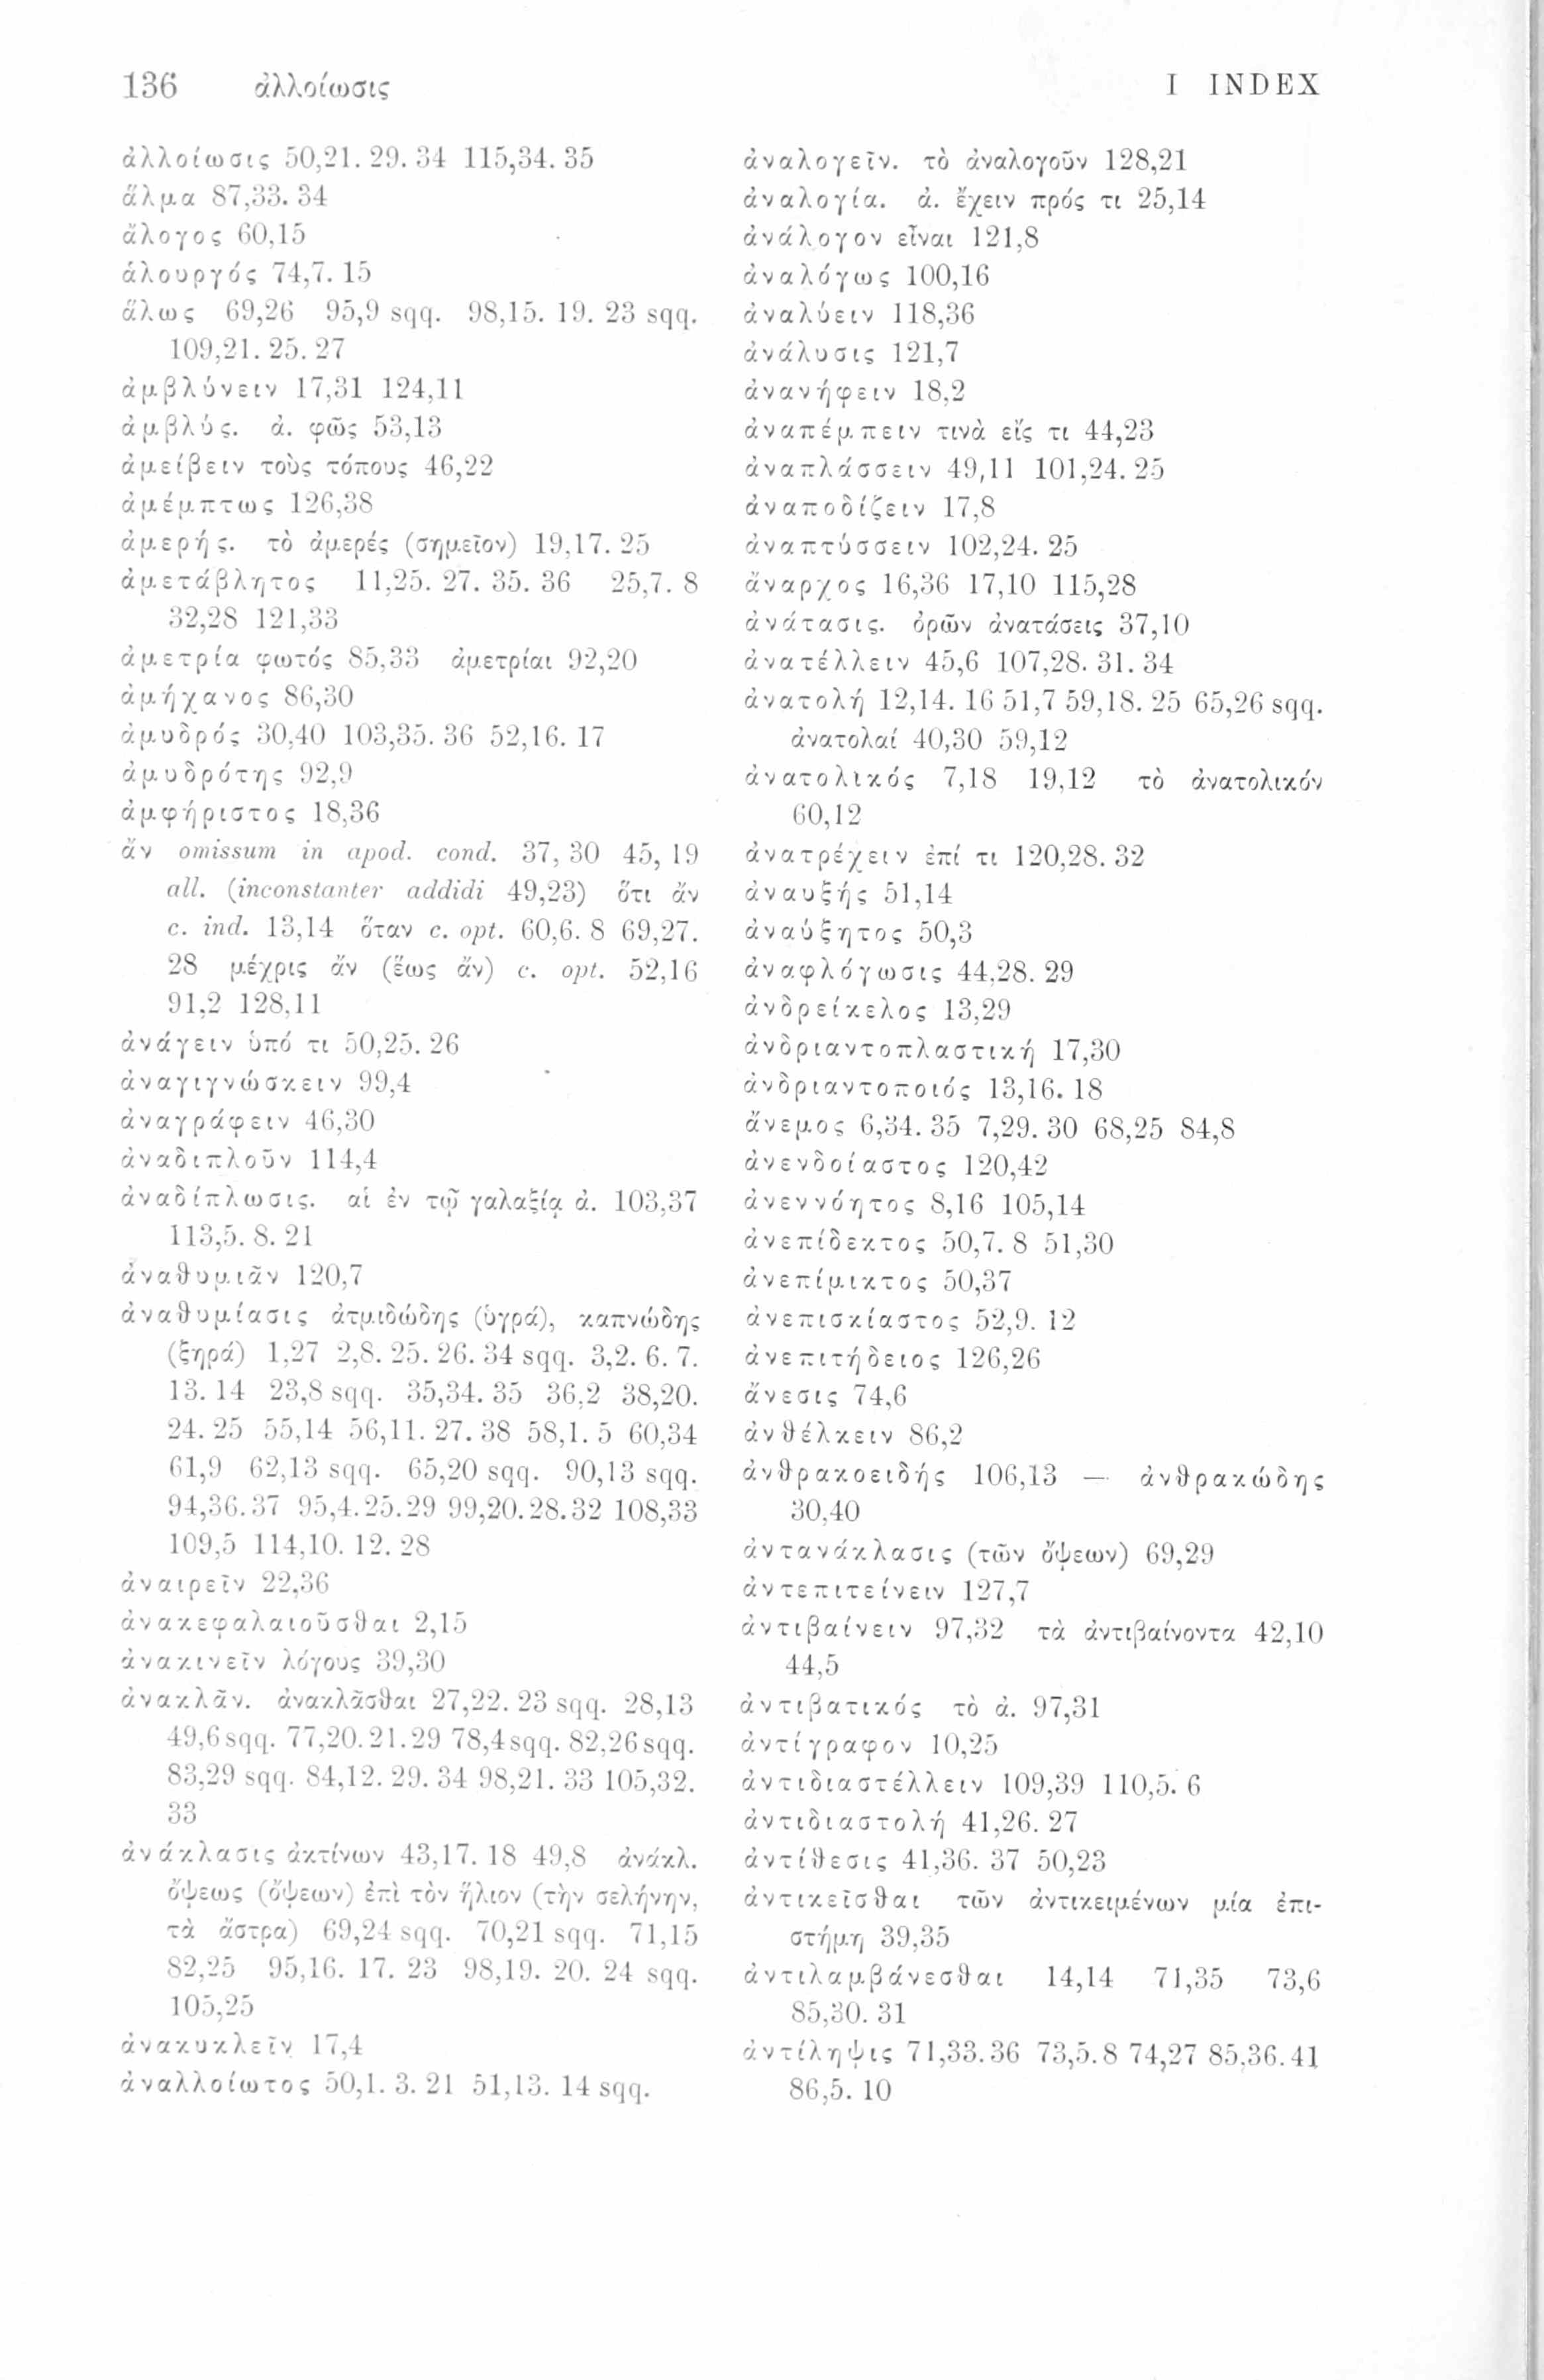 136 ἀλλοίωσις I INDEX
ἀλλοίωσις 50,21. 29. 34 115,34. 35
ἅλμα 87,33. 34
ἄλογος 60,15
ἁλουργός 74,7. 15
ἅλως 69,26 95,9 sqq. 98,15. 19. 23 sqq.
109,21. 25. 27
ἀμβλύνειν 17,31 124,11
ἀμβλύς. ἀ. φῶς 53,13
ἀμείβειν τοὺς τόπους 46,22
ἀμέμπτως 126,38
ἀμερής. τὸ ἀμερές (σημεῖον) 19,17. 25
ἀμετάβλητος 11,25. 27. 35. 36 25,7. 8
32,28 121,33
ἀμετρία φωτός 85,33 ἀμετρίαι 92,20
ἀμήχανος 86,30
ἀμυδρός 30,40 103,35. 36 52,16. 17
ἀμυδρότης 92,9
ἀμφήριστος 18,36
ἄν omissum in apod. cond. 37, 30 45, 19
all. (inconstanter addidi 49,23) ὅτι ἄν
c. ind. 13,14 ὅταν c. opt. 60,6. 8 69,27.
28 μέχρις ἄν (ἕως ἄν) c. opt. 52,16
91,2 128,11
ἀνάγειν ὑπό τι 50,25. 26
ἀναγιγνώσκειν 99,4
ἀναγράφειν 46,30
ἀναδιπλοῦν 114,4
ἀναδίπλωσις. αἱ ἐν τῷ γαλαξίᾳ ἀ. 103,37
113,5. 8. 21
ἀναθυμιᾶν 120,7
ἀναθυμίασις ἀτμιδώδης (ὑγρά), καπνώδης
(ξηρά) 1,27 2,8. 25. 26. 34 sqq. 3,2. 6. 7.
13. 14 23,8 sqq. 35,34. 35 36,2 38,20.
24. 25 55,14 56,11. 27. 38 58,1. 5 60,34
61,9 62,13 sqq. 65,20 sqq. 90,13 sqq.
94,36. 37 95,4. 25. 29 99,20. 28. 32 108,33
109,5 114,10. 12. 28
ἀναιρεῖν 22,36
ἀνακεφαλαιοῦσθαι 2,15
ἀνακινεῖν λόγους 39,30
ἀνακλᾶν. ἀνακλᾶσθαι 27,22. 23 sqq. 28,13
49,6 sqq. 77,20. 21. 29 78,4 sqq. 82,26 sqq.
83,29 sqq. 84,12. 29. 34 98,21. 33 105,32.
33
ἀνάκλασις ἀκτίνων 43,17. 18 49,8 ἀνάκλ.
ὄψεως (ὄψεων) ἐπὶ τὸν ἥλιον (τὴν σελήνην,
τὰ ἄστρα) 69,24 sqq. 70,21 sqq. 71,15
82,25 95,16. 17. 23 98,19. 20. 24 sqq.
105,25
ἀνακυκλεῖν 17,4
ἀναλλοίωτος 50,1. 3. 21 51,13. 14 sqq.
ἀναλογεῖν. τὸ ἀναλογοῦν 128,21
ἀναλογία. ἀ. ἔχειν πρός τι 25,14
ἀνάλογον εἶναι 121,8
ἀναλόγως 100,16
ἀναλύειν 118,36
ἀνάλυσις 121,7
ἀνανήφειν 18,2
ἀναπέμπειν τινὰ εἴς τι 44,23
ἀναπλάσσειν 49,11 101,24. 25
ἀναποδίζειν 17,8
ἀναπτύσσειν 102,24. 25
ἄναρχος 16,36 17,10 115,28
ἀνάτασις. ὀρῶν ἀνατάσεις 37,10
ἀνατέλλειν 45,6 107,28. 31. 34
ἀνατολή 12,14. 16 51,7 59,18. 25 65,26 sqq.
ἀνατολαί 40,30 59,12
ἀνατολικός 7,18 19,12 τὸ ἀνατολικόν
60,12
ἀνατρέχειν ἐπί τι 120,28. 32
ἀναυξής 51,14
ἀναύξητος 50,3
ἀναφλόγωσις 44,28. 29
ἀνδρείκελος 13,29
ἀνδριαντοπλαστική 17,30
ἀνδριαντοποιός 13,16. 18
ἄνεμος 6,34. 35 7,29. 30 68,25 84,8
ἀνενδοίαστος 120,42
ἀνεννόητος 8,16 105,14
ἀνεπίδεκτος 50,7. 8 51,30
ἀνεπίμικτος 50,37
ἀνεπισκίαστος 52,9. 12
ἀνεπιτήδειος 126,26
ἄνεσις 74,6
ἀνθέλκειν 86,2
ἀνθρακοειδής 106,13 — ἀνθρακώδης
30,40
ἀντανάκλασις (τῶν ὄψεων) 69,29
ἀντεπιτείνειν 127,7
ἀντιβαίνειν 97,32 τὰ ἀντιβαίνοντα 42,10
44,5
ἀντιβατικός τὸ ἀ. 97,31
ἀντίγραφον 10,25
ἀντιδιαστέλλειν 109,39 110,5. 6
ἀντιδιαστολή 41,26. 27
ἀντίθεσις 41,36. 37 50,23
ἀντικεῖσθαι τῶν ἀντικειμένων μία ἐπι-
στήμη 39,35
ἀντιλαμβάνεσθαι 14,14 71,35 73,6
85,30. 31
ἀντίληψις 71,33. 36 73,5. 8 74,27 85,36. 41
86,5. 10